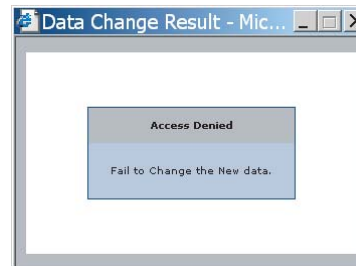 Data Change Result - Mic...
Access Denied
Fail to Change the New data.